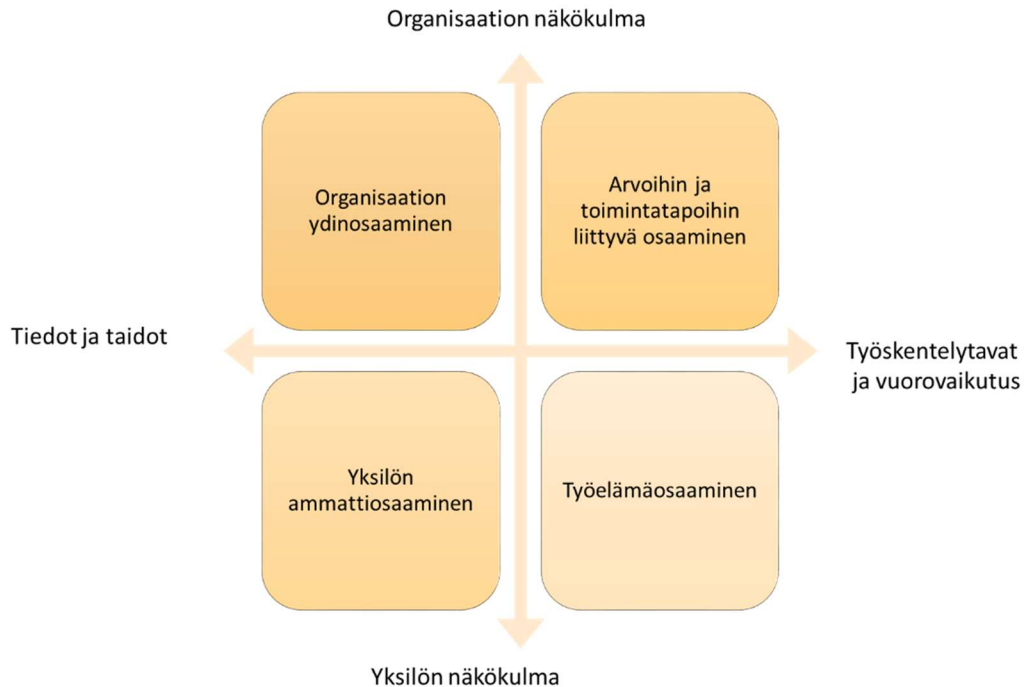 Organisaation näkökulma
Organisaation
ydinosaaminen
Arvoihin ja
toimintatapoihin
liittyvä osaaminen
Tiedot ja taidot
Työskentelytavat
ja vuorovaikutus
Yksilön
ammattiosaaminen
Työelämäosaaminen
Yksilön näkökulma